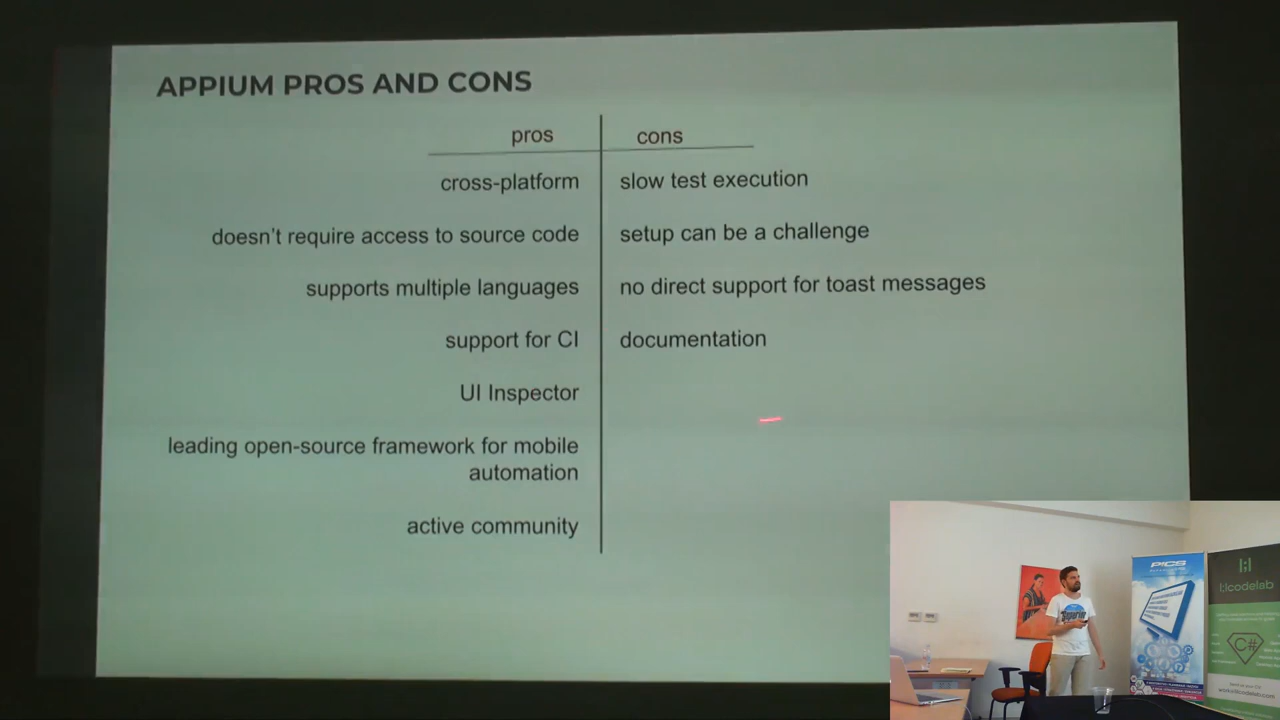 APPIUM PROS AND CONS
pros
cons
cross-platform
slow test execution
doesn't require access to source code
setup can be a challenge
supports multiple languages
no direct support for toast messages
support for CI
documentation
UI Inspector
leading open-source framework for mobile
automation
active community
PICS
codelab
C#